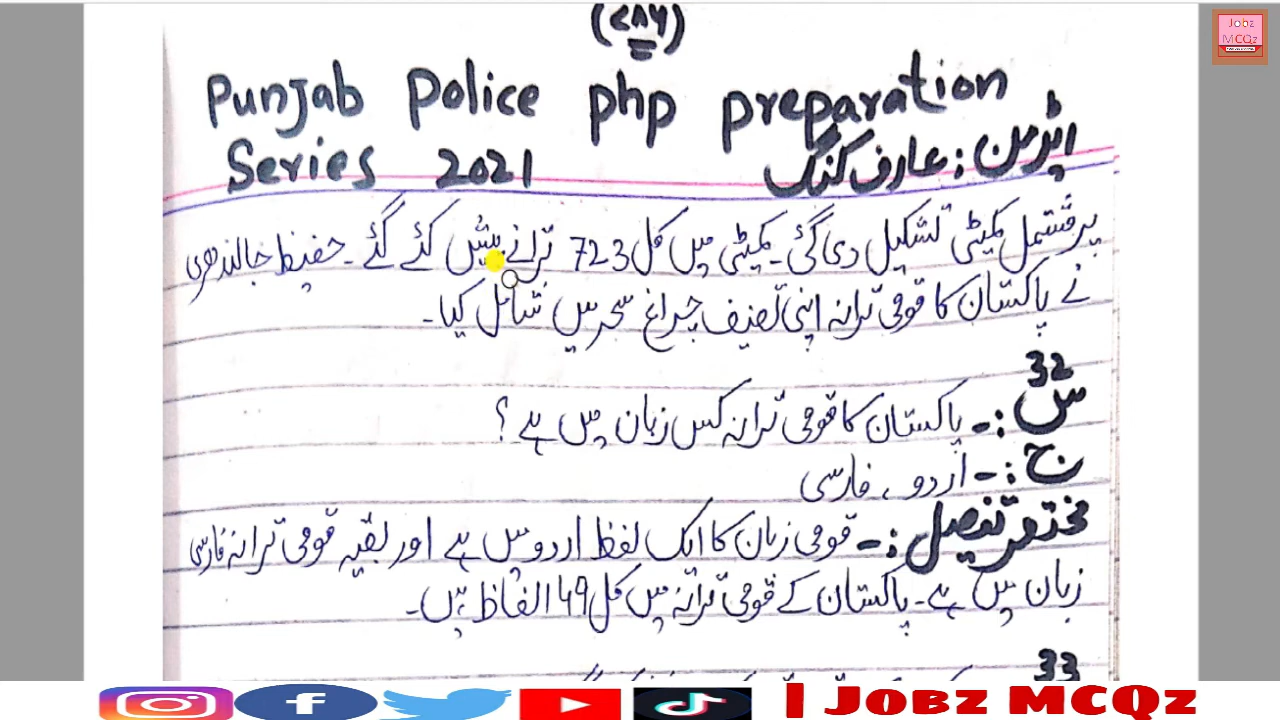 (۷۸۶)
Jobz
MCQz
Punjab Police php preparation
Series 2021
ایڈمن : عارف کنگ
پر مشتمل کمیٹی تشکیل دی گئی۔ کمیٹی میں کل 723 ترانے پیش کئے گئے۔ حفیظ جالندھری
نے پاکستان کا قومی ترانہ اپنی تصنیف چراغ سحر میں شامل کیا۔
32
س :۔ پاکستان کا قومی ترانہ کس زبان میں ہے ؟
ج :۔ اردو ، فارسی
مختصر تفصیل :۔ قومی زبان کا ایک لفظ اردو میں ہے اور بقیہ قومی ترانہ فارسی
زبان میں ہے۔ پاکستان کے قومی ترانہ میں کل 49 الفاظ ہیں۔
33
| Jobz MCQz